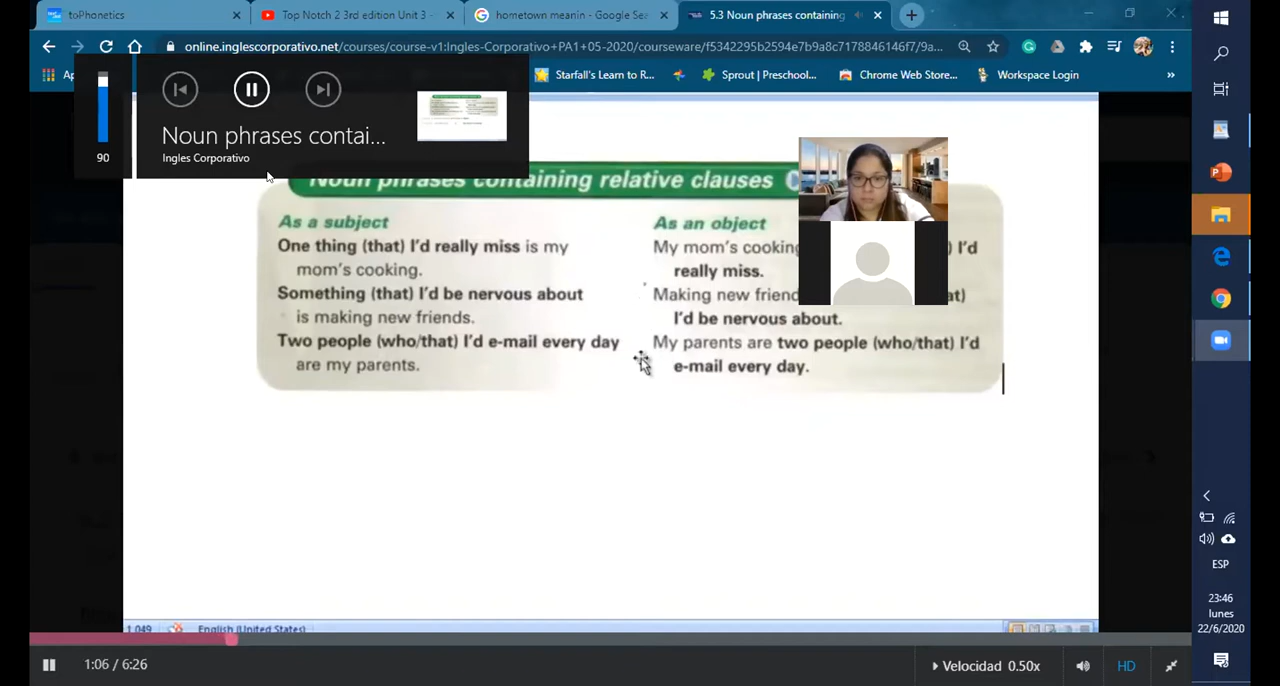 toPhonetics
Top Notch 2 3rd edition Unit 3 -
hometown meanin - Google Sea
5.3 Noun phrases containing
online.inglescorporativo.net/courses/course-v1:Ingles-Corporativo+PA1+05-2020/courseware/f5342295b2594e7b9a8c7178846146f7/9a...
Ap
Starfall's Learn to R...
Sprout | Preschool...
Chrome Web Store...
Workspace Login
»
90
Noun phrases contai...
Ingles Corporativo
Noun phrases containing relative clauses
As a subject
One thing (that) I'd really miss is my
mom's cooking.
Something (that) I'd be nervous about
is making new friends.
Two people (who/that) I'd e-mail every day
are my parents.
As an object
My mom's cooking ) I'd
really miss.
Making new friend at)
I'd be nervous about.
My parents are two people (who/that) I'd
e-mail every day.
1,049
English (United States)
1:06 / 6:26
Velocidad 0.50x
HD
ESP
23:46
lunes
22/6/2020